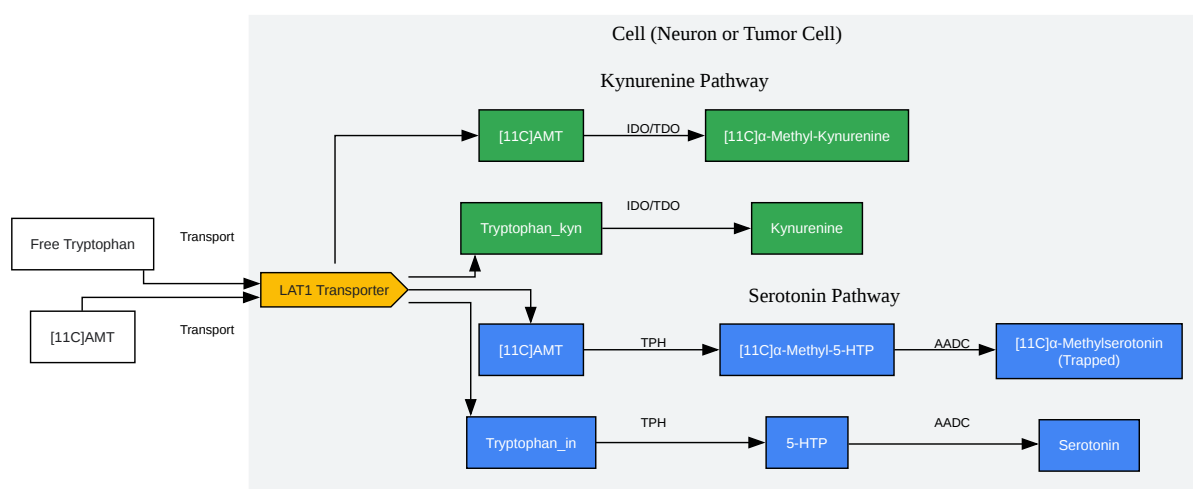 Cell (Neuron or Tumor Cell)
Kynurenine Pathway
[11C]AMT
IDO/TDO
[11C]α-Methyl-Kynurenine
Tryptophan_kyn
IDO/TDO
Kynurenine
Free Tryptophan
Transport
LAT1 Transporter
[11C]AMT
Transport
Serotonin Pathway
[11C]AMT
TPH
[11C]α-Methyl-5-HTP
AADC
[11C]α-Methylserotonin
(Trapped)
Tryptophan_in
TPH
5-HTP
AADC
Serotonin